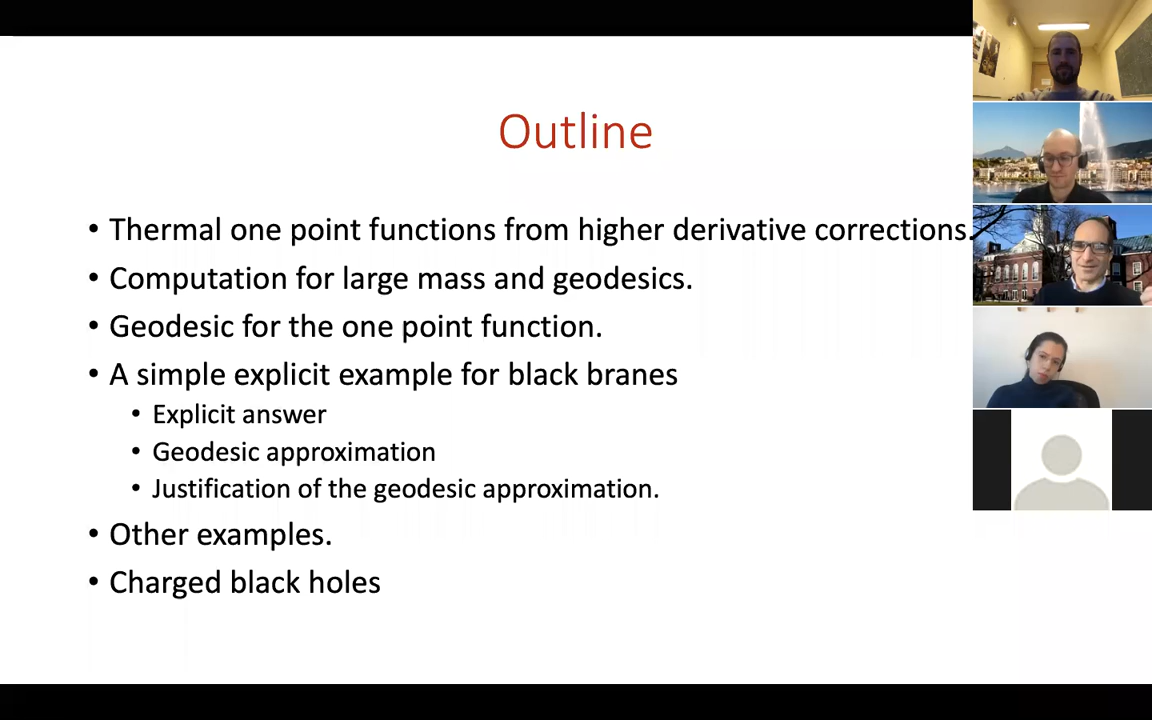 Outline
• Thermal one point functions from higher derivative corrections.
• Computation for large mass and geodesics.
• Geodesic for the one point function.
• A simple explicit example for black branes
• Explicit answer
• Geodesic approximation
• Justification of the geodesic approximation.
• Other examples.
• Charged black holes